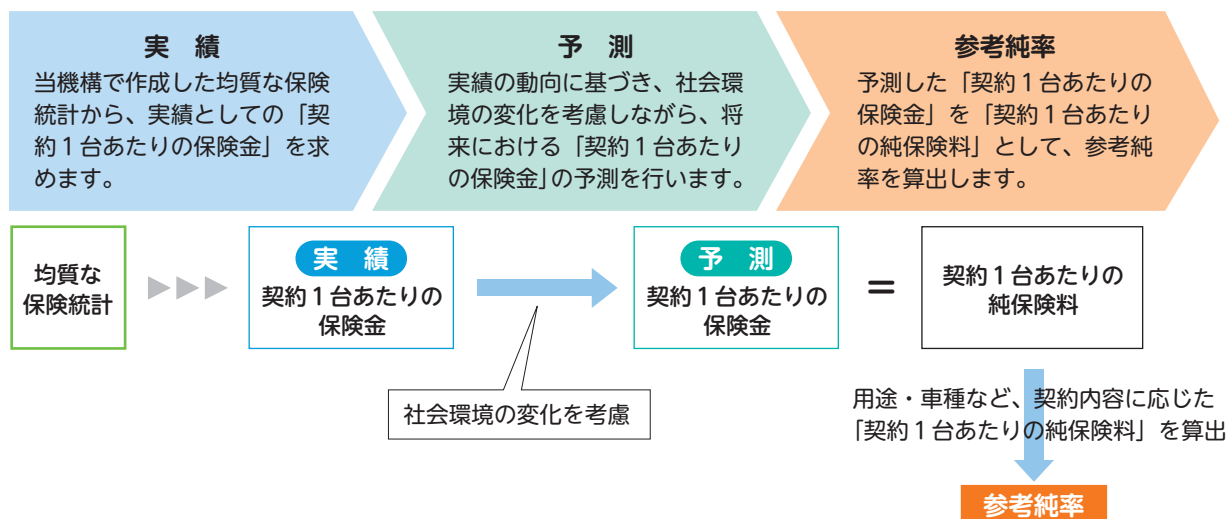 実　績
当機構で作成した均質な保険
統計から、実績としての「契
約１台あたりの保険金」を求
めます。
予　測
実績の動向に基づき、社会環
境の変化を考慮しながら、将
来における「契約１台あたり
の保険金」の予測を行います。
参考純率
予測した「契約１台あたりの
保険金」を「契約１台あたり
の純保険料」として、参考純
率を算出します。
均質な
保険統計
実　績
契約１台あたりの
保険金
予　測
契約１台あたりの
保険金
＝
契約１台あたりの
純保険料
社会環境の変化を考慮
用途・車種など、契約内容に応じた
「契約１台あたりの純保険料」を算出
参考純率